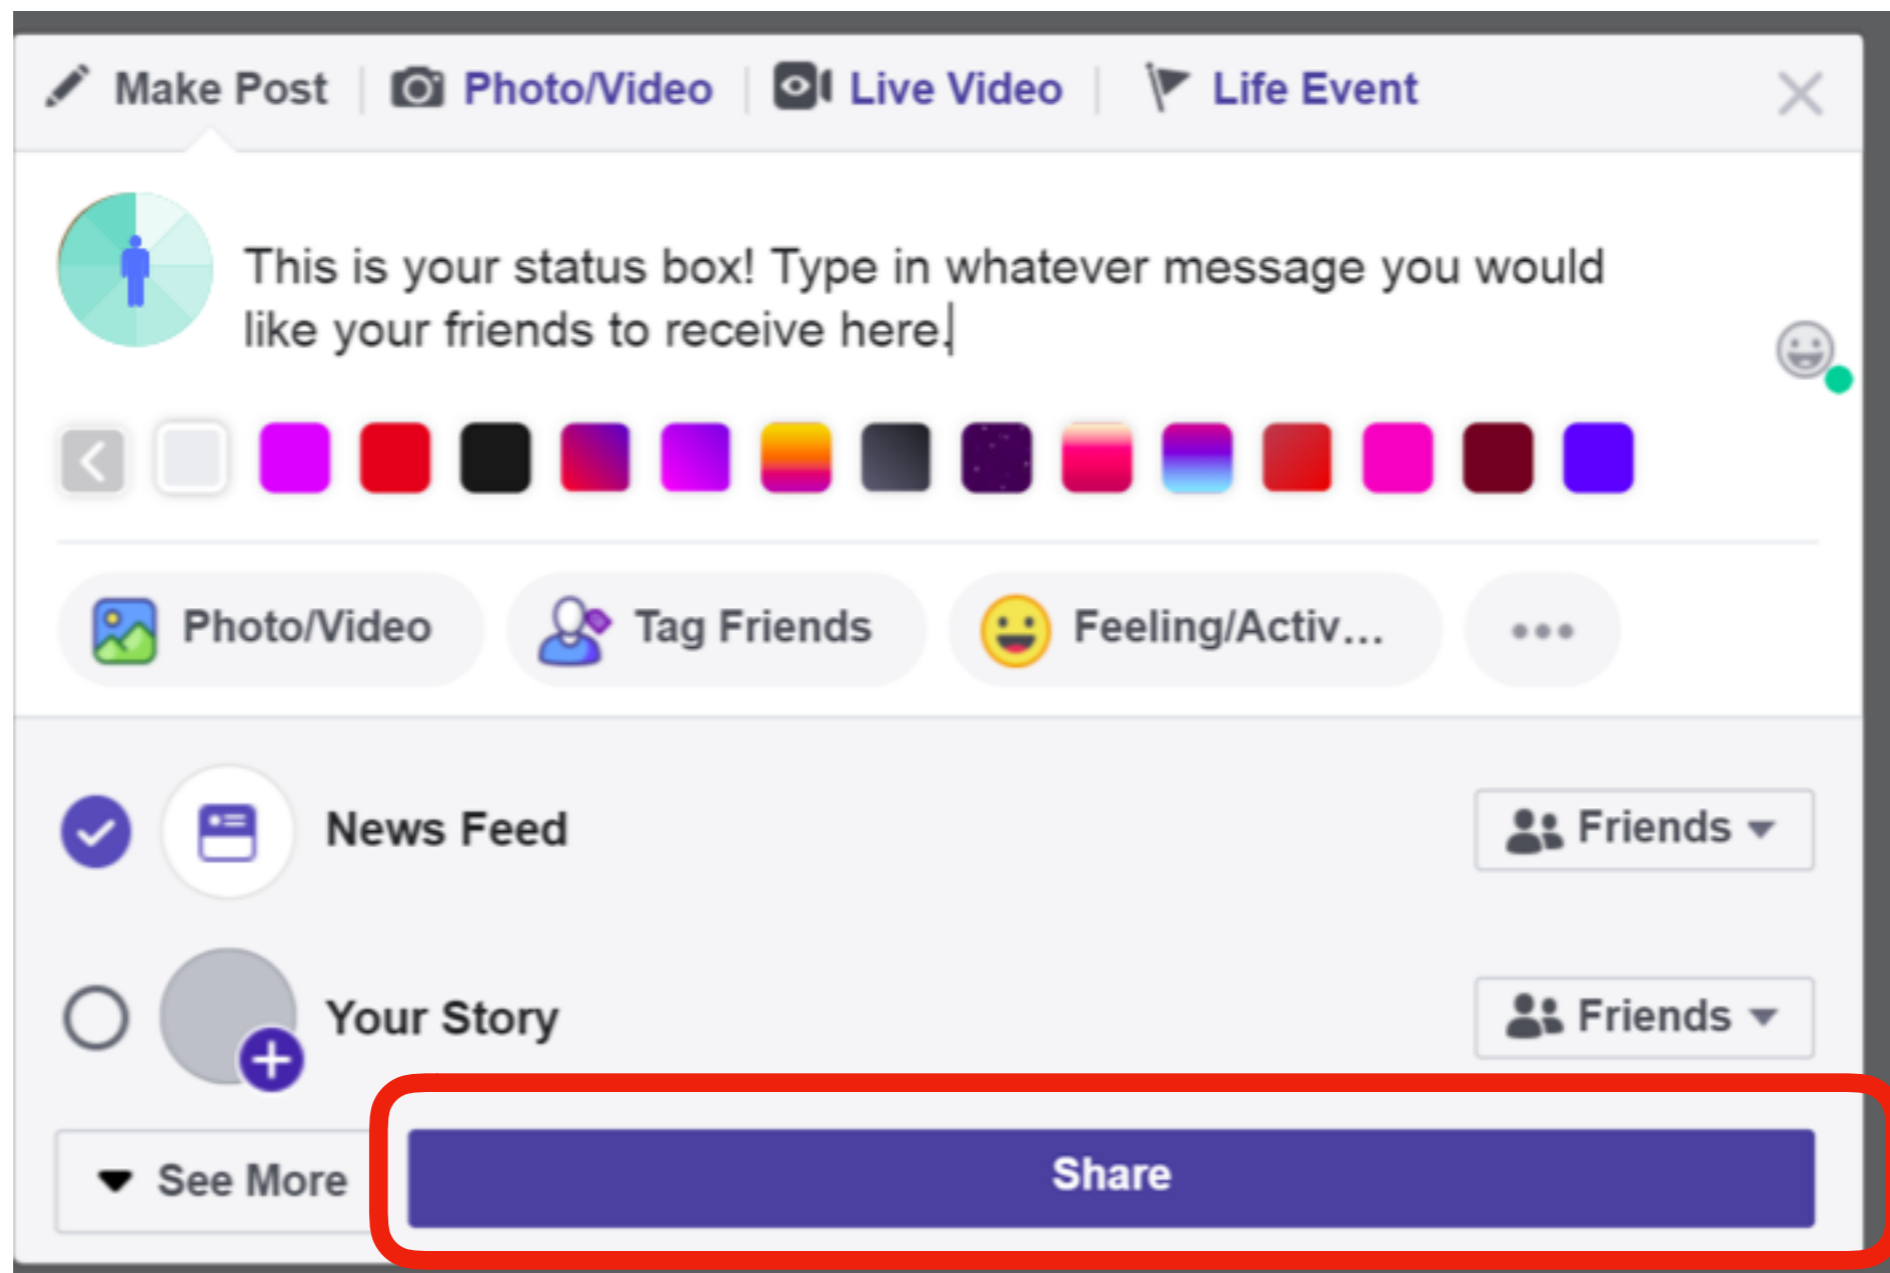 Make Post Photo/Video Live Video Life Event
This is your status box! Type in whatever message you would
like your friends to receive here.
Photo/Video Tag Friends Feeling/Activ...
News Feed Friends
Your Story Friends
See More Share